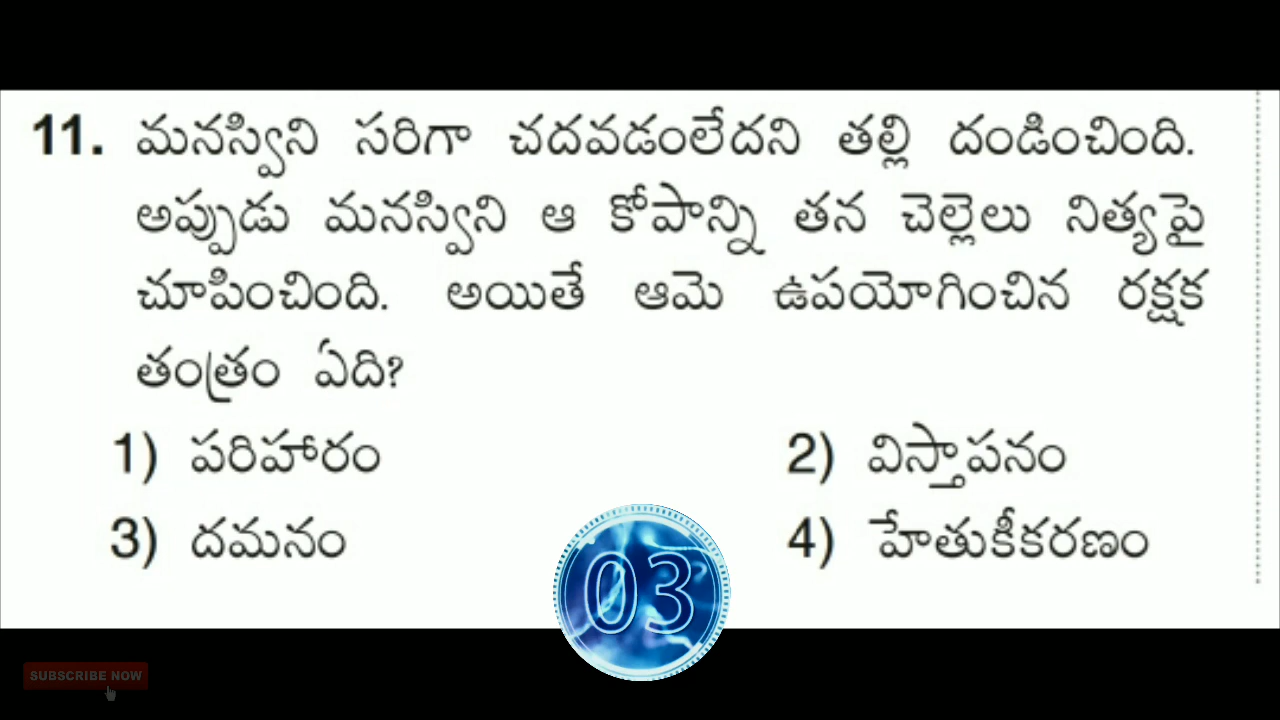 11. మనస్విని సరిగా చదవడంలేదని తల్లి దండించింది.
అప్పుడు మనస్విని ఆ కోపాన్ని తన చెల్లెలు నిత్యపై
చూపించింది. అయితే ఆమె ఉపయోగించిన రక్షక
తంత్రం ఏది?
1) పరిహారం 2) విస్తాపనం
3) దమనం 4) హేతుకీకరణం
03
SUBSCRIBE NOW